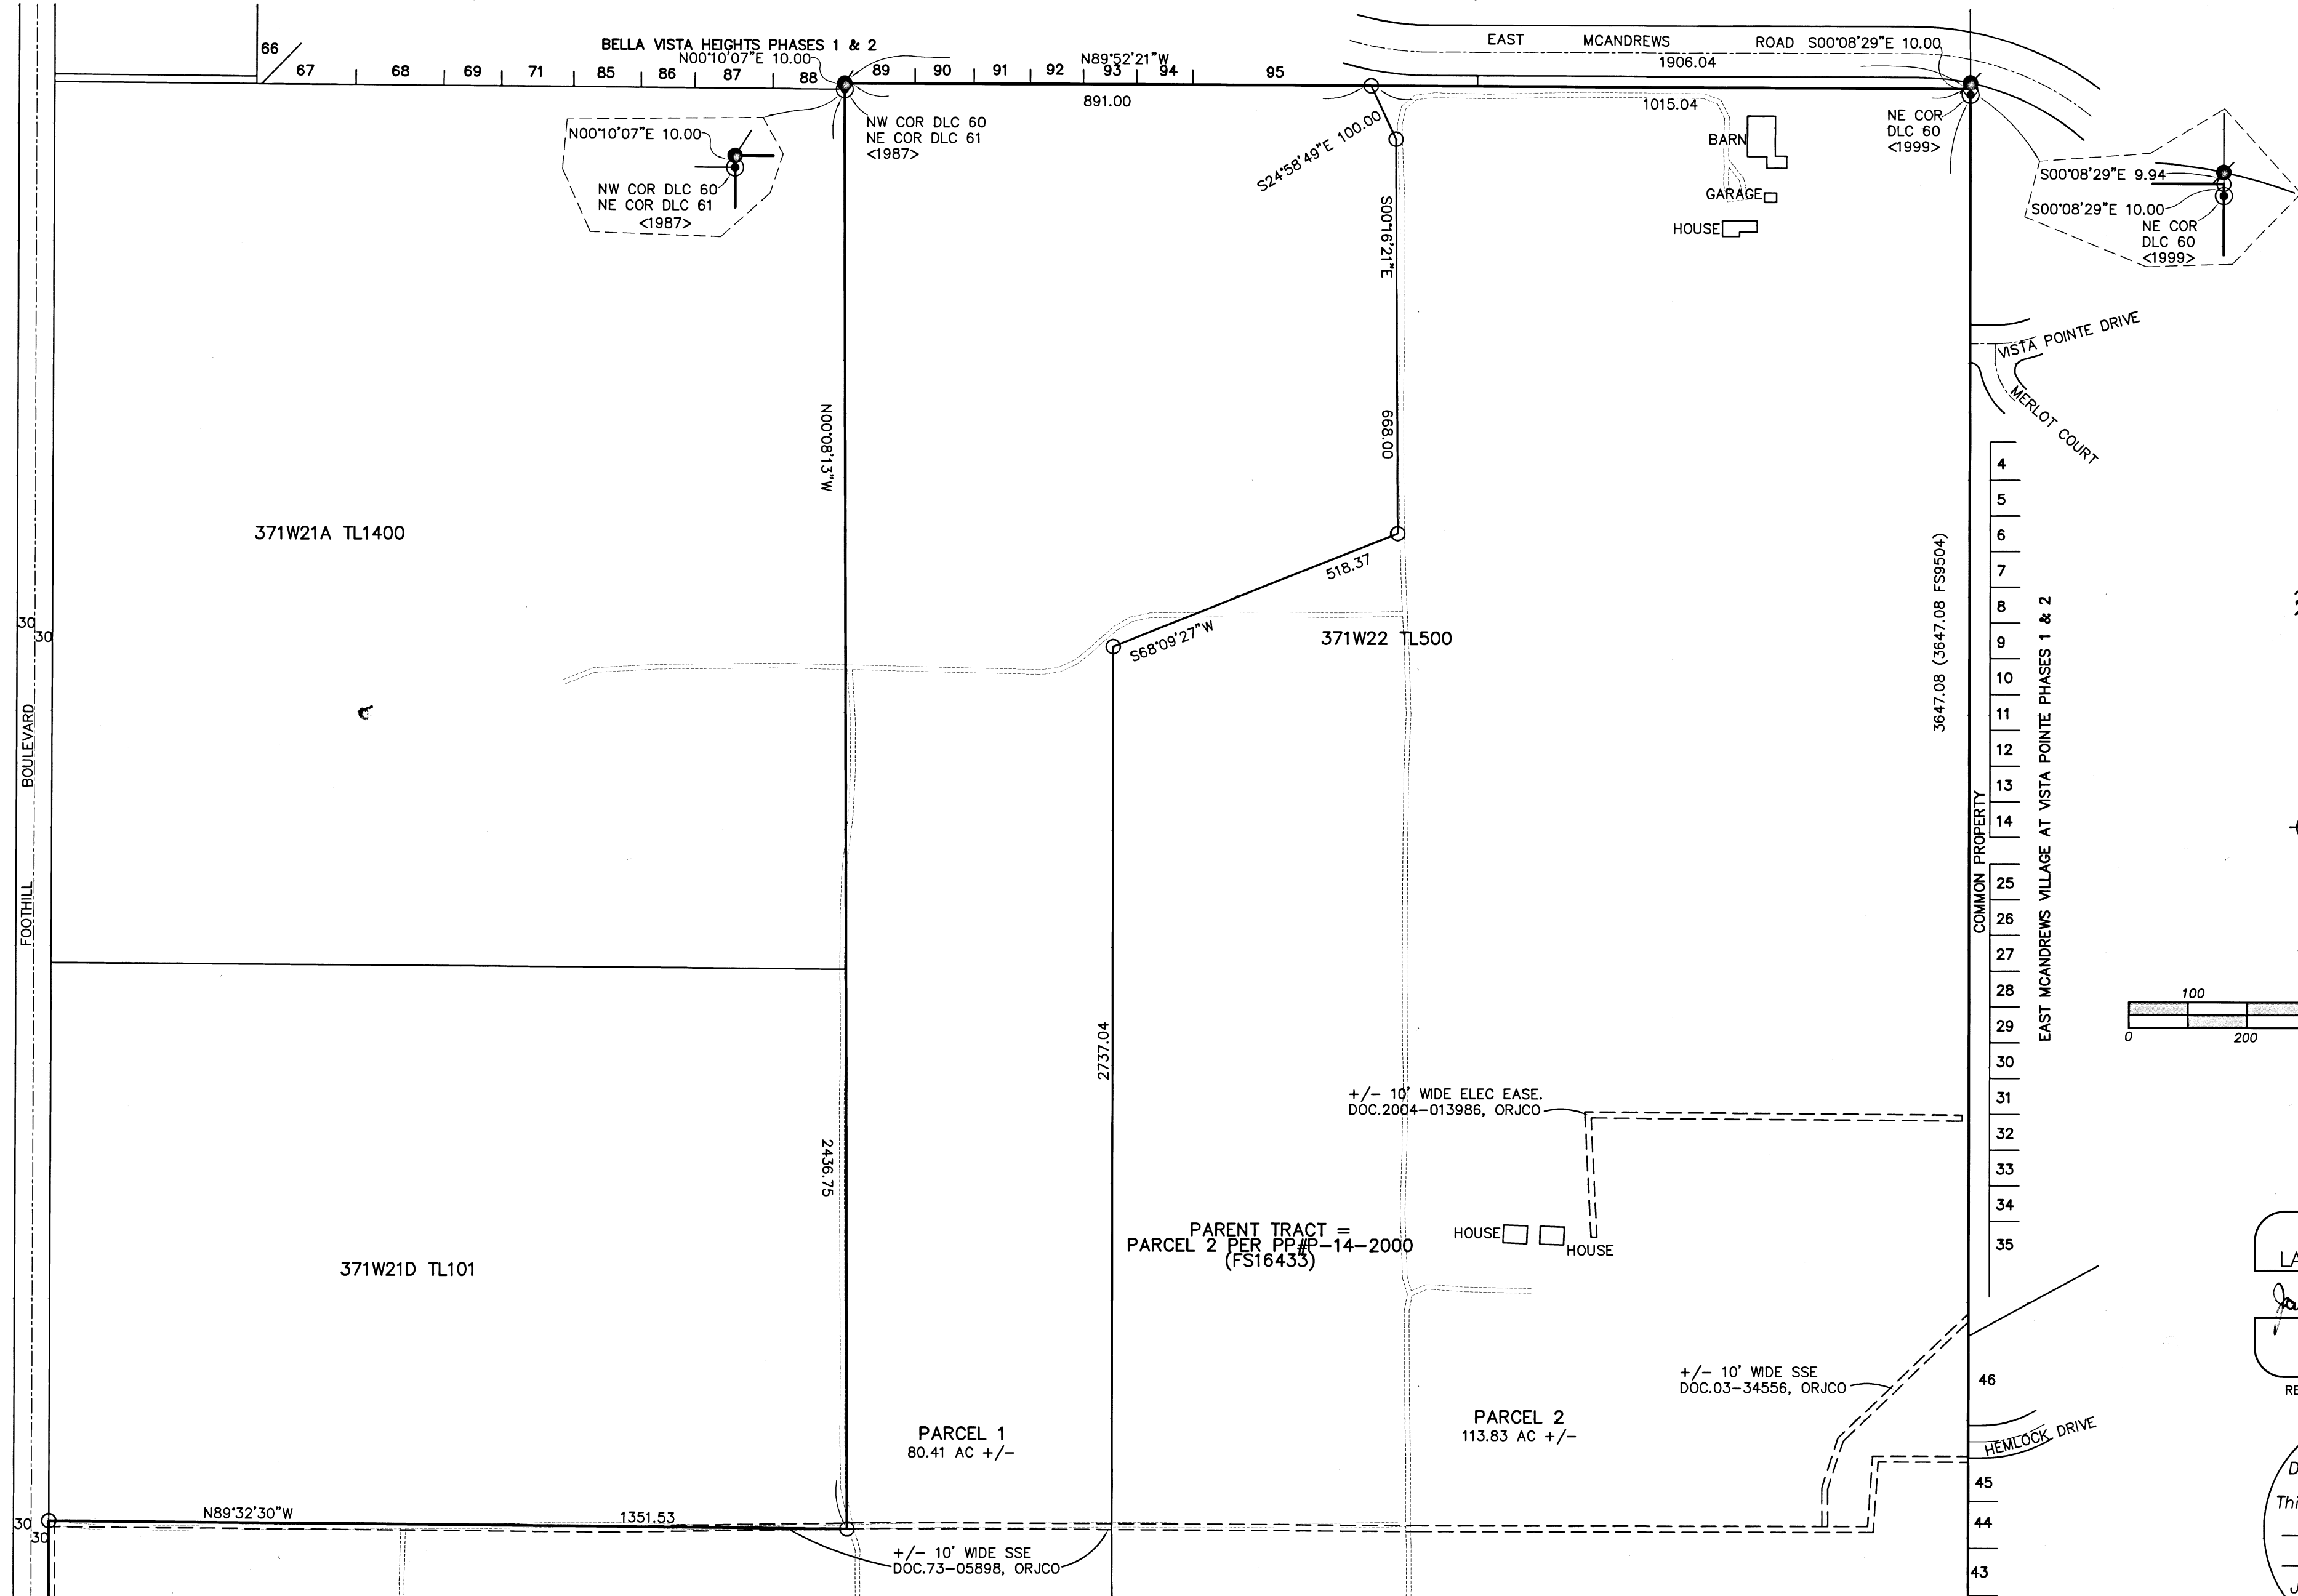 BELLA VISTA HEIGHTS PHASES 1 & 2
N00°10'07"E 10.00
66
67
68
69
71
85
86
87
88
89
90
91
92
93
94
95
N89°52'21"W
891.00
EAST MCANDREWS ROAD
S00°08'29"E 10.00
1906.04
1015.04
NW COR DLC 60
NE COR DLC 61
<1987>
N00°10'07"E 10.00
NW COR DLC 60
NE COR DLC 61
<1987>
S24°58'49"E 100.00
S00°16'21"E
668.00
BARN
GARAGE
HOUSE
NE COR
DLC 60
<1999>
S00°08'29"E 9.94
S00°08'29"E 10.00
NE COR
DLC 60
<1999>
VISTA POINTE DRIVE
MERLOT COURT
N00°08'13"W
371W21A TL1400
518.37
S68°09'27"W
371W22 TL500
3647.08 (3647.08 FS9504)
4
5
6
7
8
9
10
11
12
13
14
25
26
27
28
29
30
31
32
33
34
35
COMMON PROPERTY
EAST MCANDREWS VILLAGE AT VISTA POINTE PHASES 1 & 2
30
30
FOOTHILL BOULEVARD
100
0
200
2737.04
2436.75
+/- 10' WIDE ELEC EASE.
DOC.2004-013986, ORJCO
PARENT TRACT =
PARCEL 2 PER PP#P-14-2000
(FS16433)
HOUSE
HOUSE
371W21D TL101
LA
RE
+/- 10' WIDE SSE
DOC.03-34556, ORJCO
46
HEMLOCK DRIVE
45
44
43
PARCEL 1
80.41 AC +/-
PARCEL 2
113.83 AC +/-
N89°32'30"W
1351.53
30
30
+/- 10' WIDE SSE
DOC.73-05898, ORJCO
D
Thi
J